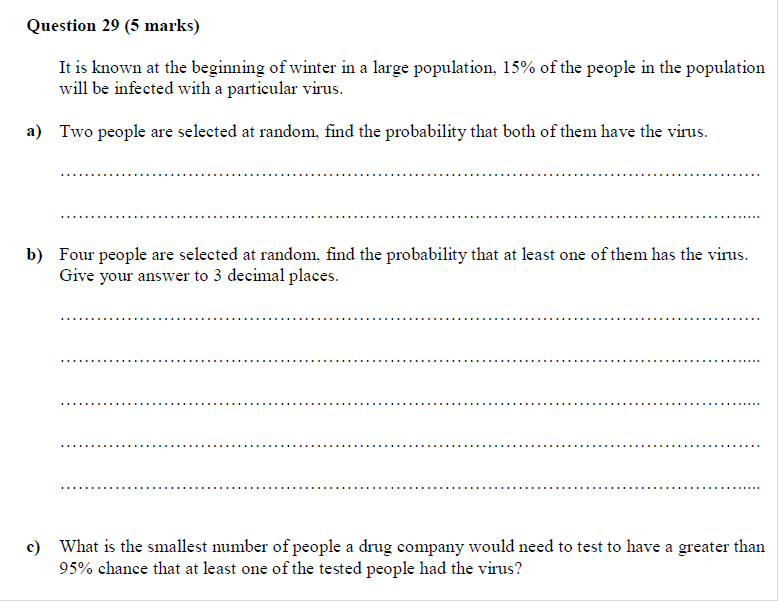 Question 29 (5 marks)
It is known at the beginning of winter in a large population, 15% of the people in the population
will be infected with a particular virus.
a) Two people are selected at random, find the probability that both of them have the virus.
b) Four people are selected at random, find the probability that at least one of them has the virus.
Give your answer to 3 decimal places.
c) What is the smallest number of people a drug company would need to test to have a greater than
95% chance that at least one of the tested people had the virus?